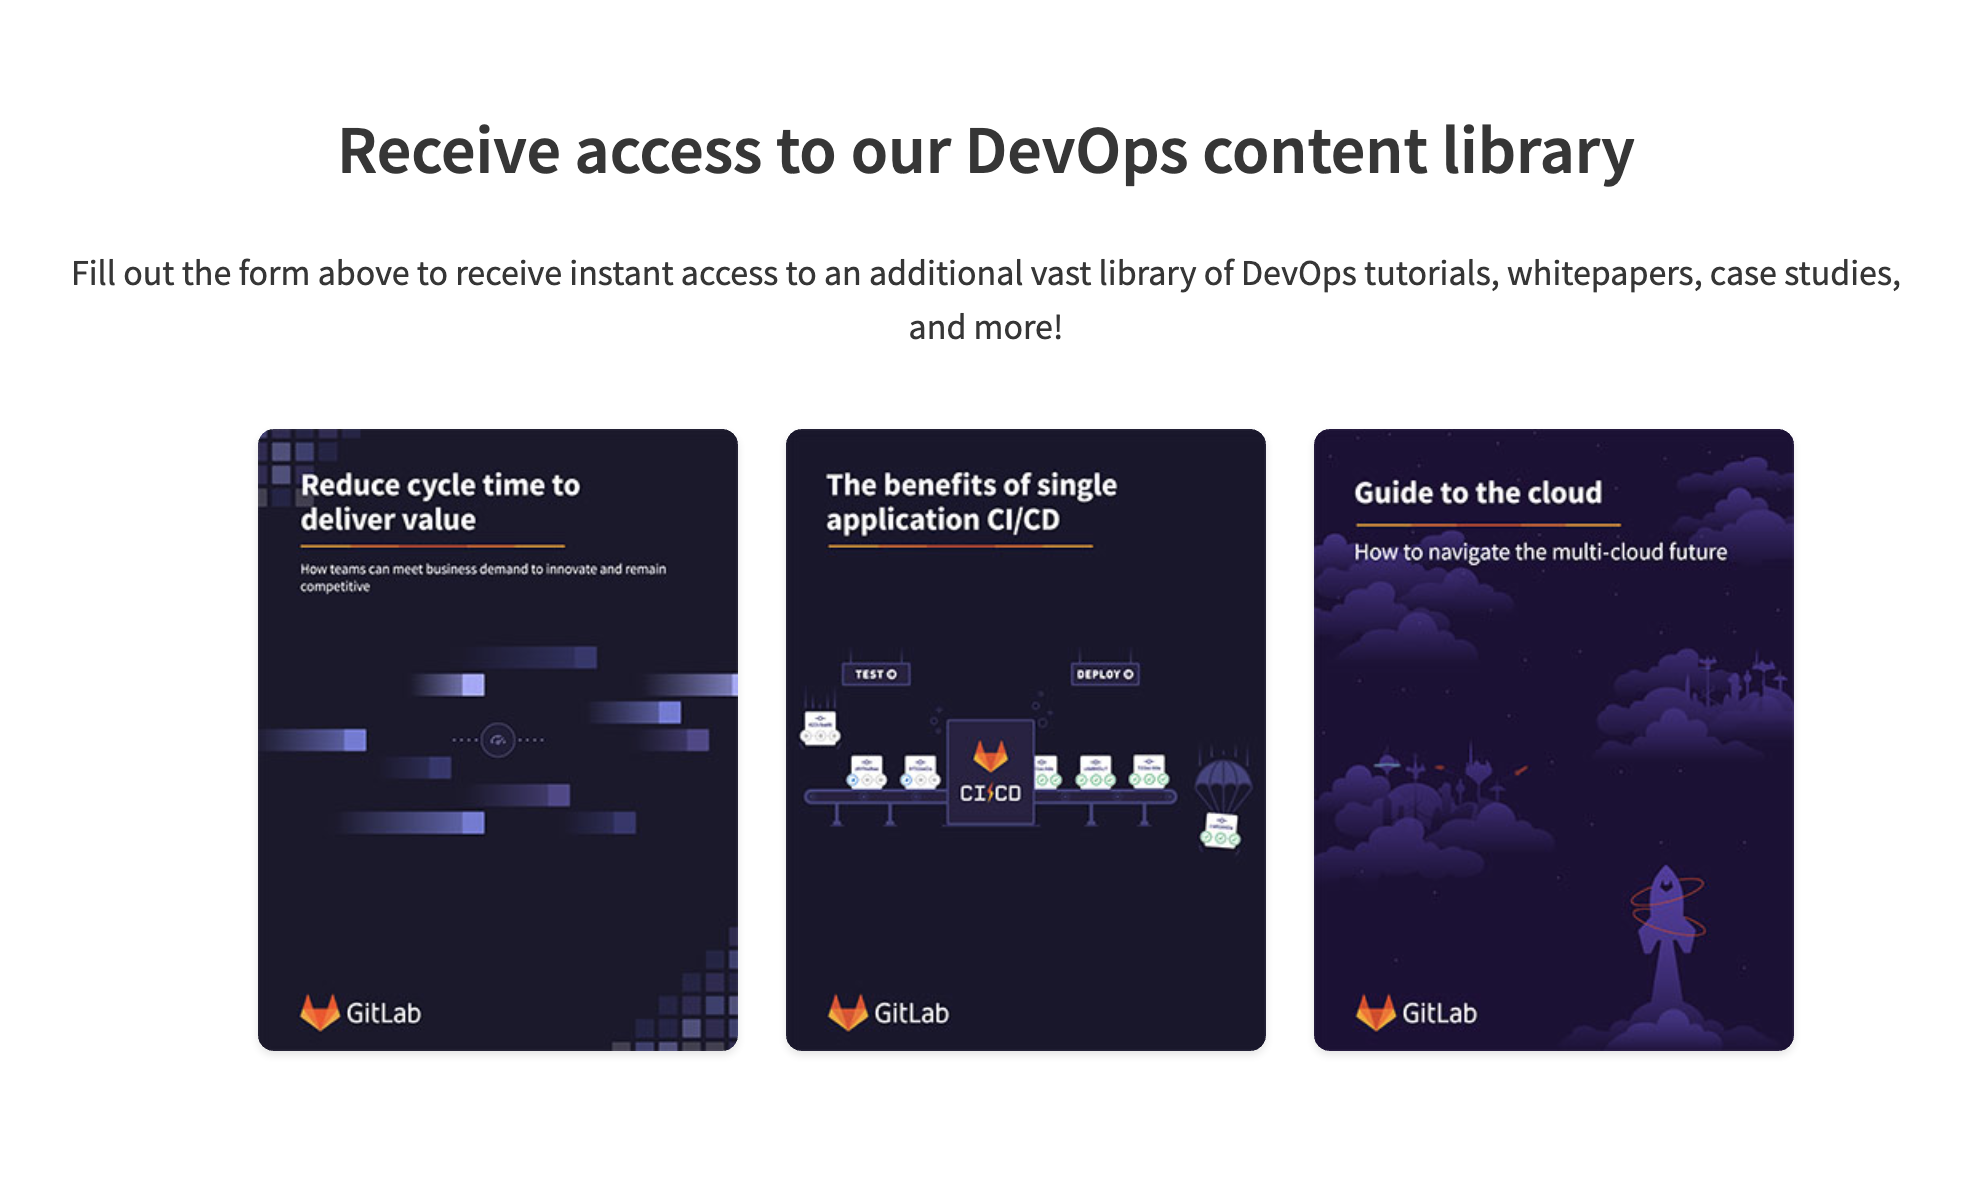 Receive access to our DevOps content library
Fill out the form above to receive instant access to an additional vast library of DevOps tutorials, whitepapers, case studies,
and more!
Reduce cycle time to
deliver value
How teams can meet business demand to innovate and remain
competitive
GitLab
The benefits of single
application CI/CD
TEST
DEPLOY
CI/CD
GitLab
Guide to the cloud
How to navigate the multi-cloud future
GitLab